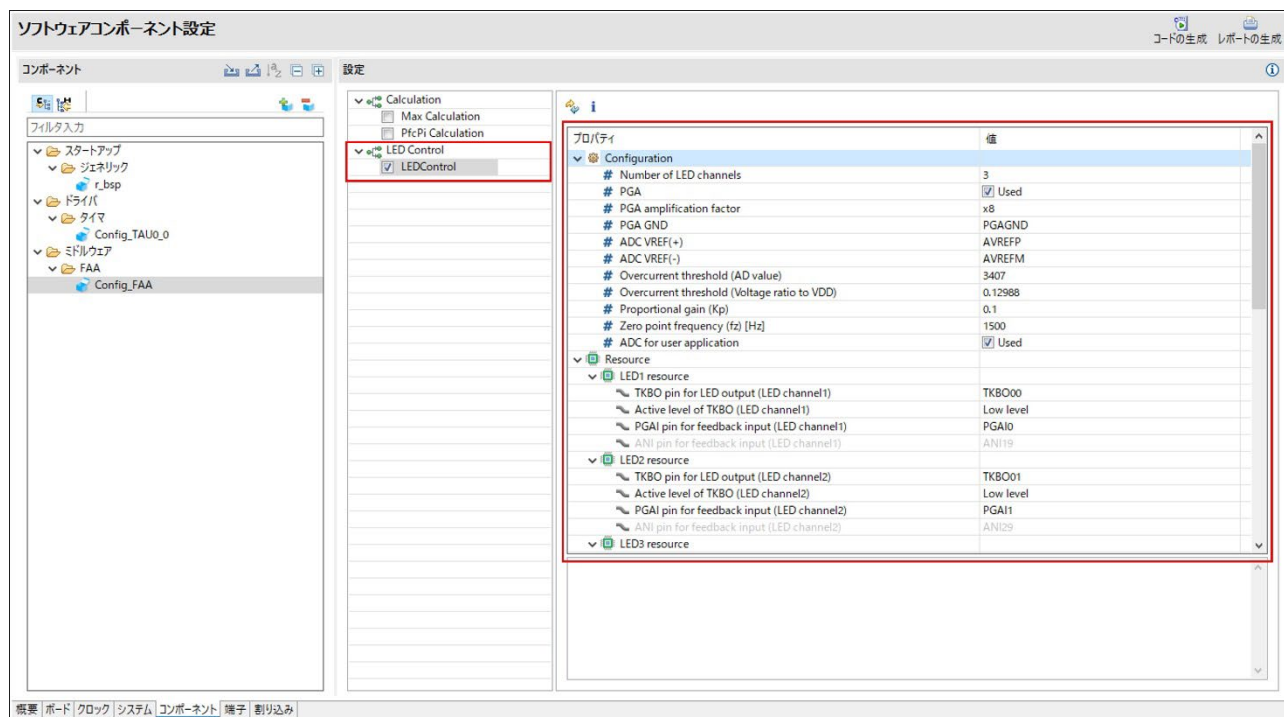 ソフトウェアコンポーネント設定
コードの生成 レポートの生成
コンポーネント
設定
フィルタ入力
スタートアップ
ジェネリック
r_bsp
ドライバ
タイマ
Config_TAU0_0
ミドルウェア
FAA
Config_FAA
Calculation
Max Calculation
PfcPi Calculation
LED Control
LEDControl
プロパティ 値
Configuration
# Number of LED channels 3
# PGA Used
# PGA amplification factor x8
# PGA GND PGAGND
# ADC VREF(+) AVREFP
# ADC VREF(-) AVREFM
# Overcurrent threshold (AD value) 3407
# Overcurrent threshold (Voltage ratio to VDD) 0.12988
# Proportional gain (Kp) 0.1
# Zero point frequency (fz) [Hz] 1500
# ADC for user application Used
Resource
LED1 resource
TKBO pin for LED output (LED channel1) TKBO00
Active level of TKBO (LED channel1) Low level
PGAI pin for feedback input (LED channel1) PGAI0
ANI pin for feedback input (LED channel1) ANI19
LED2 resource
TKBO pin for LED output (LED channel2) TKBO01
Active level of TKBO (LED channel2) Low level
PGAI pin for feedback input (LED channel2) PGAI1
ANI pin for feedback input (LED channel2) ANI29
LED3 resource
概要 ボード クロック システム コンポーネント 端子 割り込み